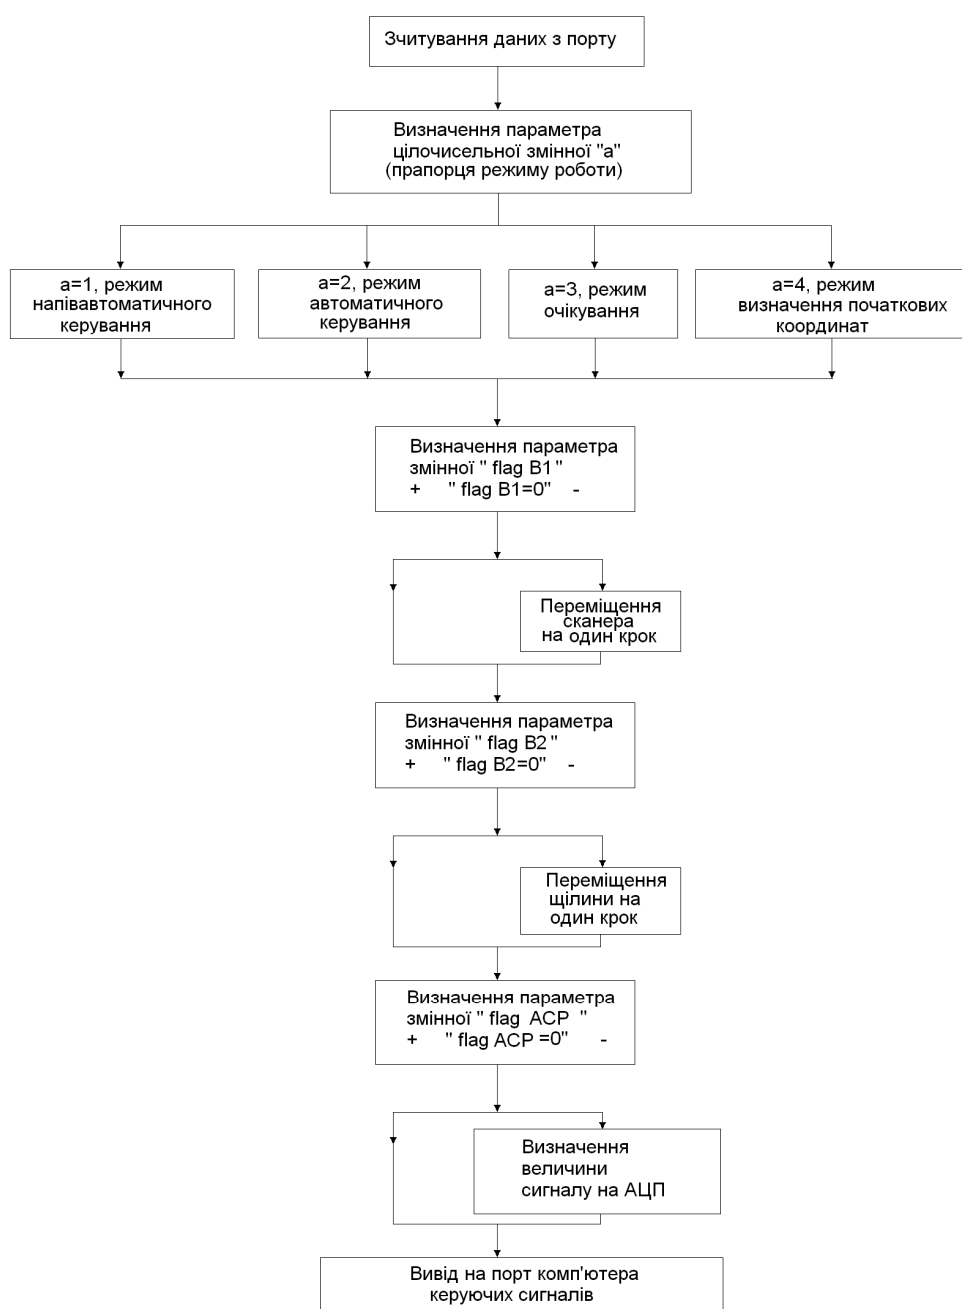 Зчитування даних з порту
Визначення параметра
цілочисельної змінної "а"
(прапорця режиму роботи)
а=1, режим
напівавтоматичного
керування
а=2, режим
автоматичного
керування
а=3, режим
очікування
а=4, режим
визначення початкових
координат
Визначення параметра
змінної " flag B1 "
+ " flag B1=0" -
Переміщення
сканера
на один крок
Визначення параметра
змінної " flag B2 "
+ " flag B2=0" -
Переміщення
щілини на
один крок
Визначення параметра
змінної " flag ACP "
+ " flag ACP =0" -
Визначення
величини
сигналу на АЦП
Вивід на порт комп'ютера
керуючих сигналів